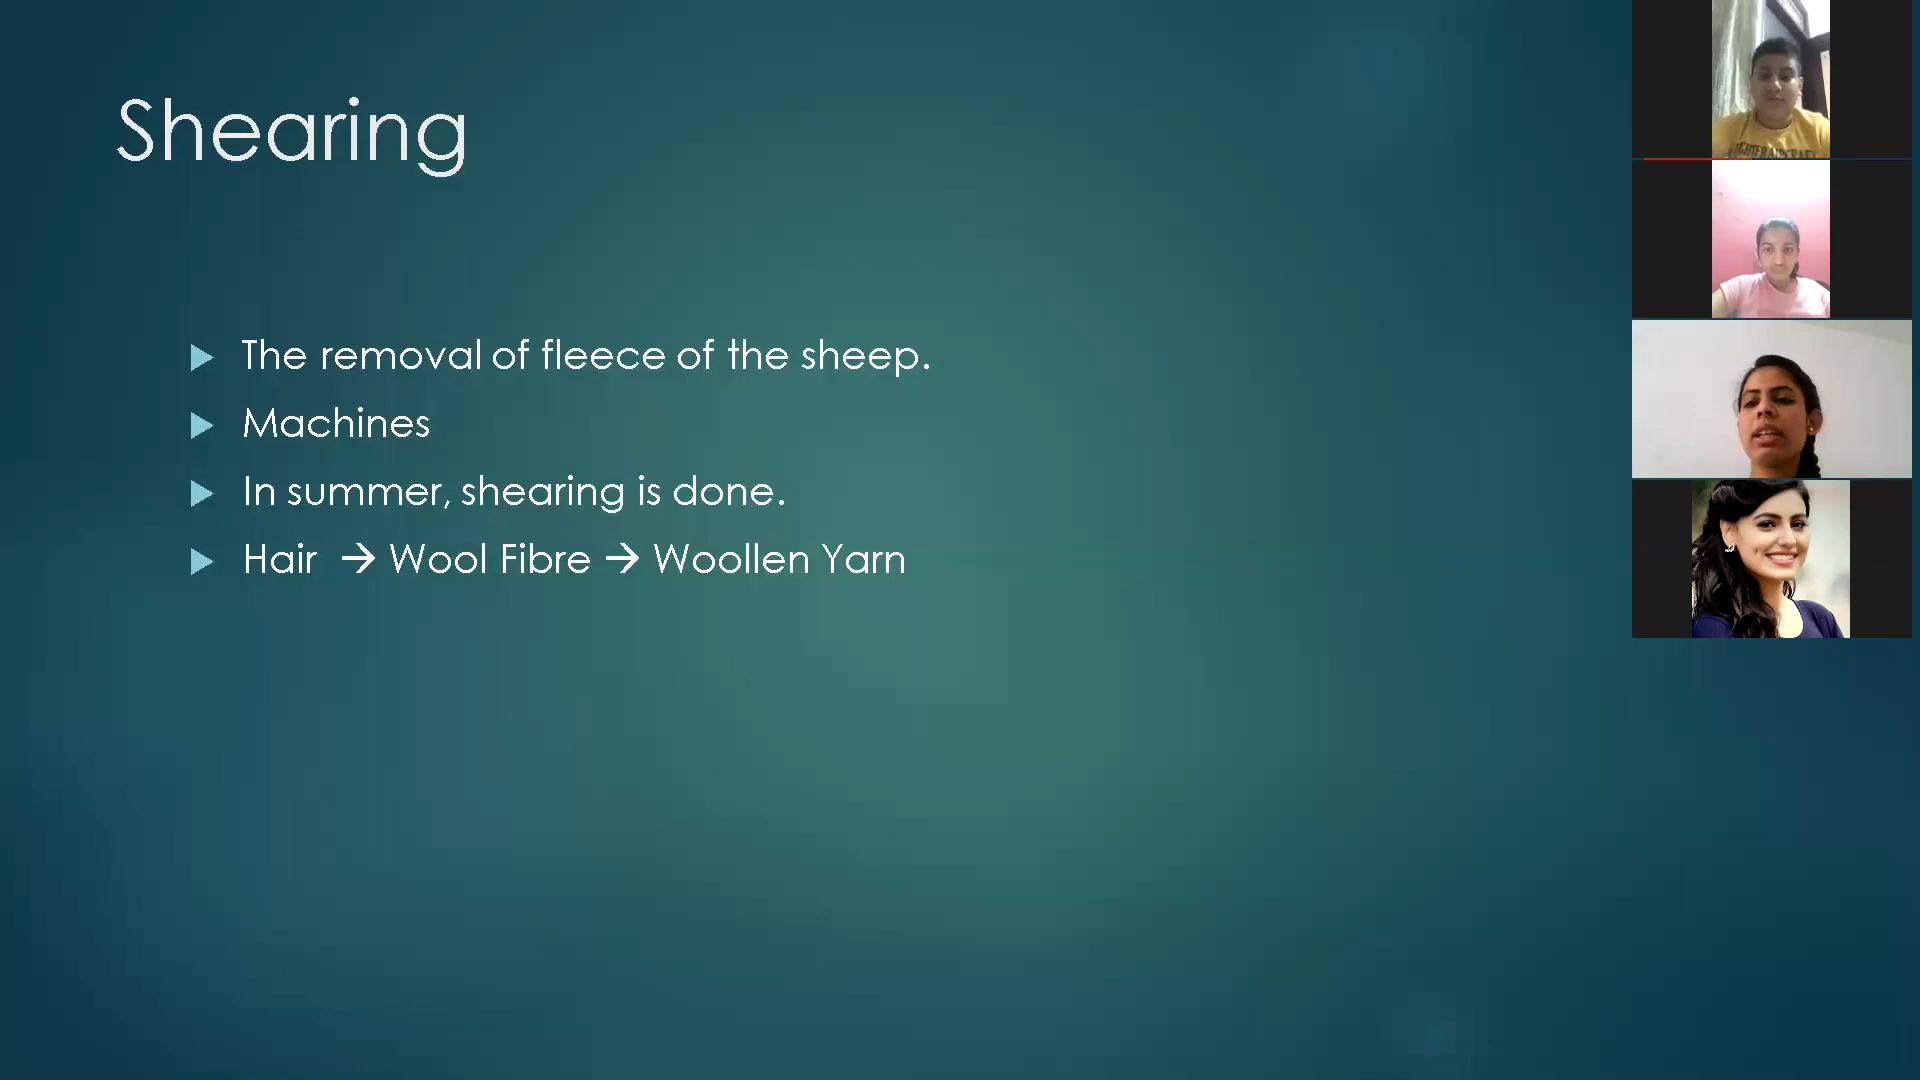 Shearing
The removal of fleece of the sheep.
Machines
In summer, shearing is done.
Hair → Wool Fibre → Woollen Yarn